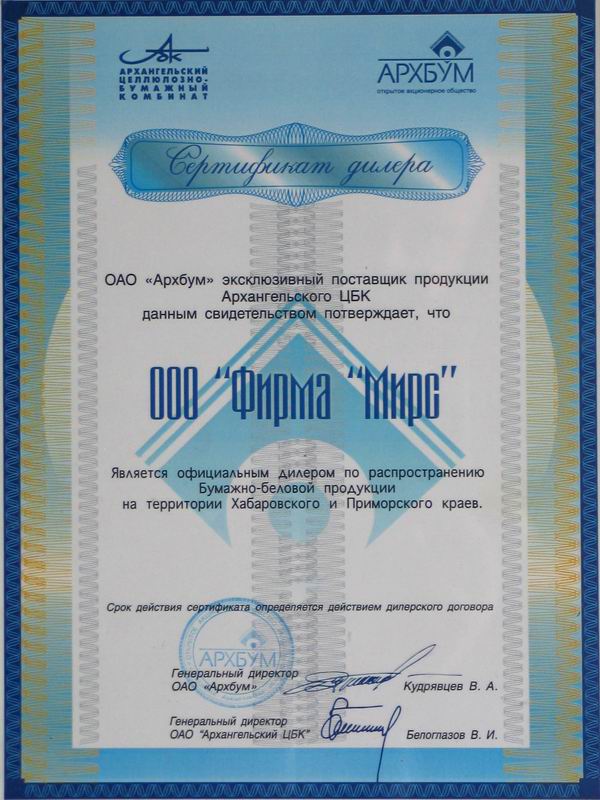 АРХАНГЕЛЬСКИЙ
ЦЕЛЛЮЛОЗНО-
БУМАЖНЫЙ
КОМБИНАТ
АРХБУМ
открытое акционерное общество
Сертификат дилера
ОАО «Архбум» эксклюзивный поставщик продукции
Архангельского ЦБК
данным свидетельством потверждает, что
ООО “Фирма “Мирс”
Является официальным дилером по распространению
Бумажно-беловой продукции
на территории Хабаровского и Приморского краев.
Срок действия сертификата определяется действием дилерского договора
АРХБУМ
Генеральный директор
ОАО «Архбум»
Кудрявцев В. А.
Генеральный директор
ОАО "Архангельский ЦБК"
Белоглазов В. И.